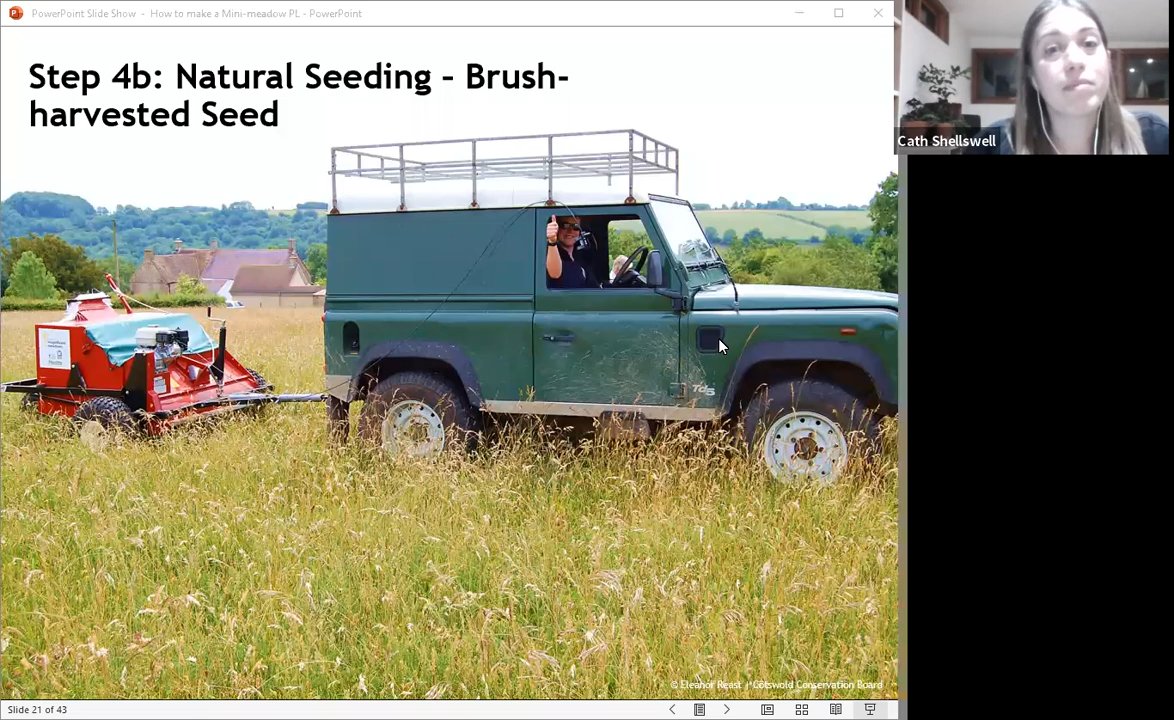 PowerPoint Slide Show - How to make a Mini-meadow PL - PowerPoint
Step 4b: Natural Seeding – Brush-
harvested Seed
Cath Shellswell
Td5
© Eleanor Reast / Cotswold Conservation Board
Slide 21 of 43